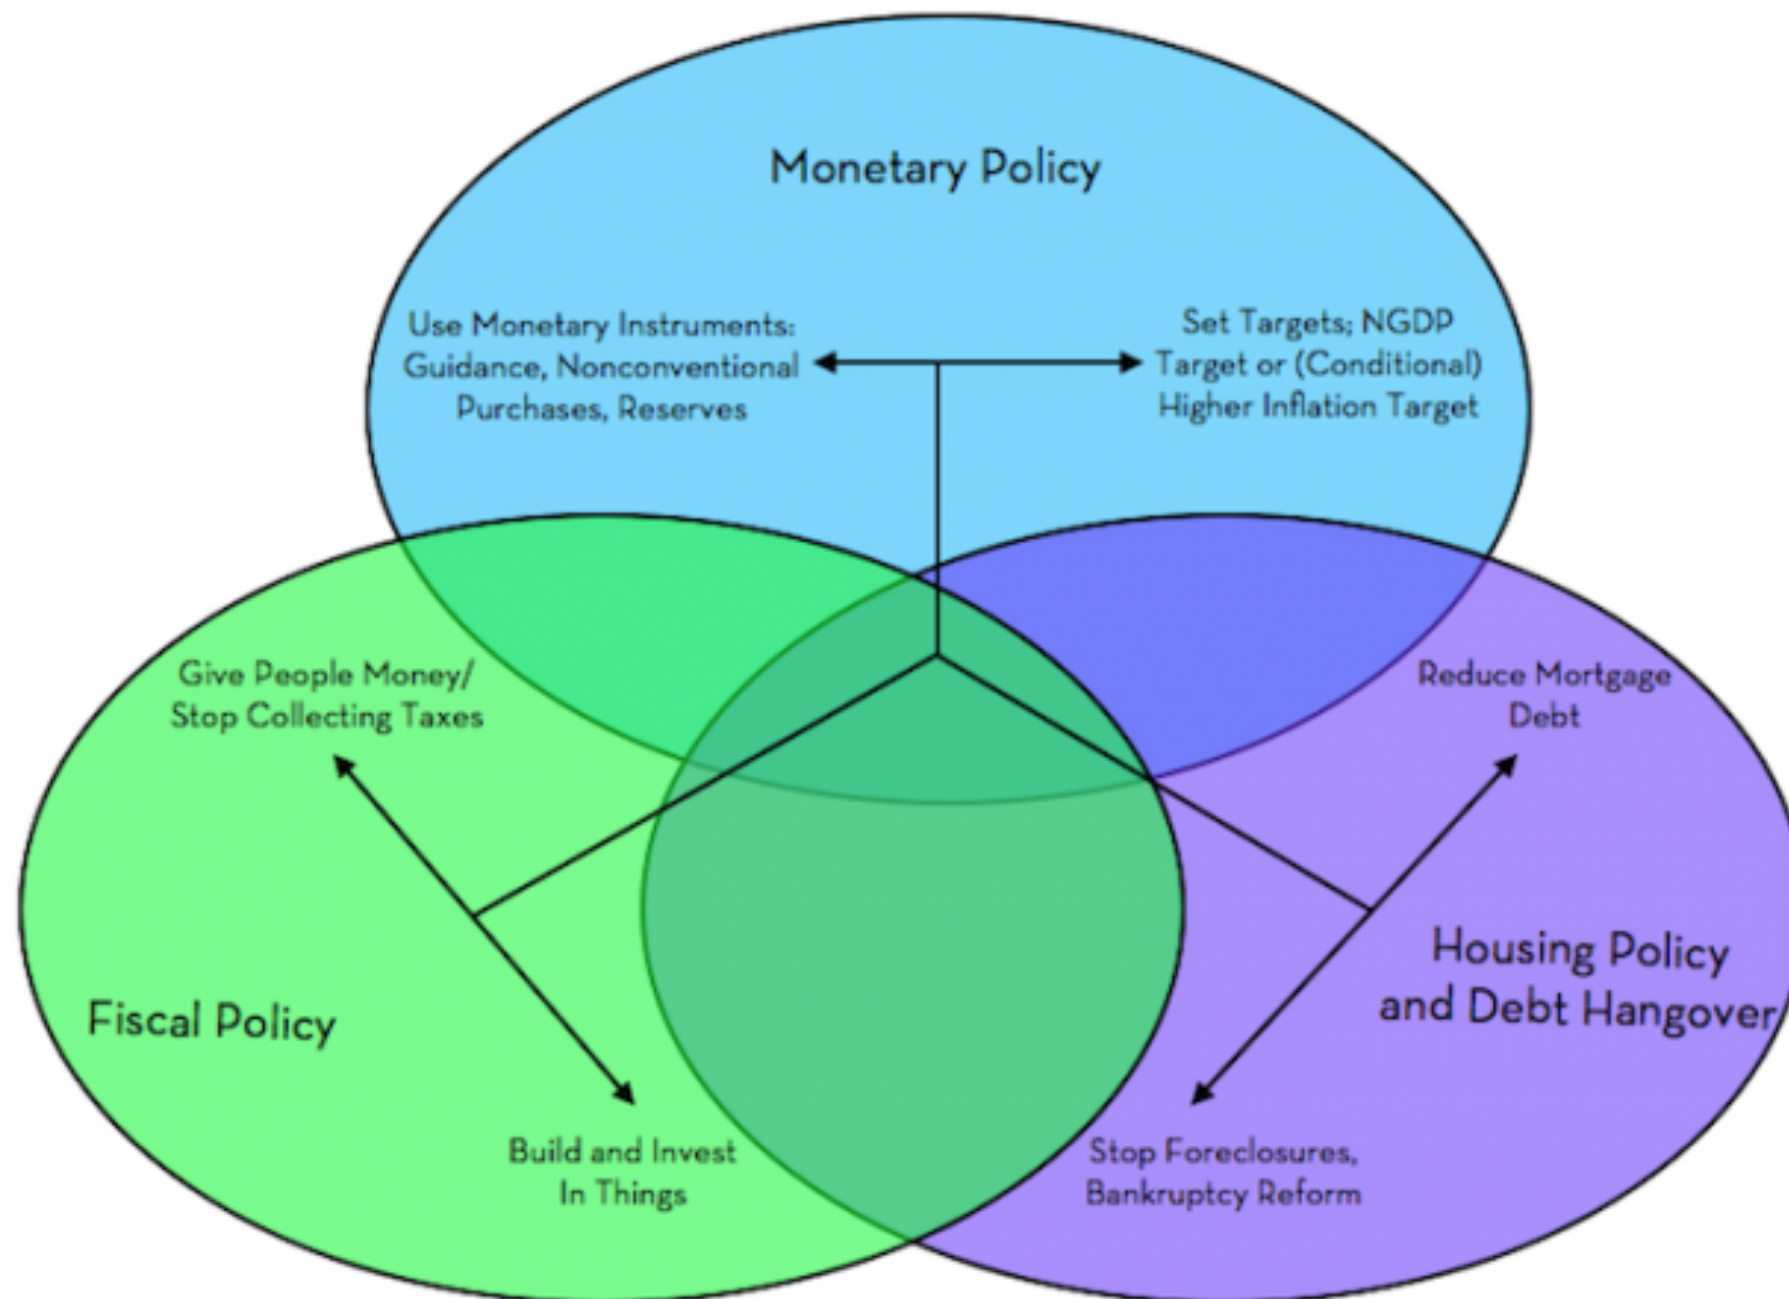 Monetary Policy
Use Monetary Instruments:
Guidance, Nonconventional
Purchases, Reserves
Set Targets; NGDP
Target or (Conditional)
Higher Inflation Target
Give People Money/
Stop Collecting Taxes
Reduce Mortgage
Debt
Housing Policy
and Debt Hangover
Fiscal Policy
Build and Invest
In Things
Stop Foreclosures,
Bankruptcy Reform